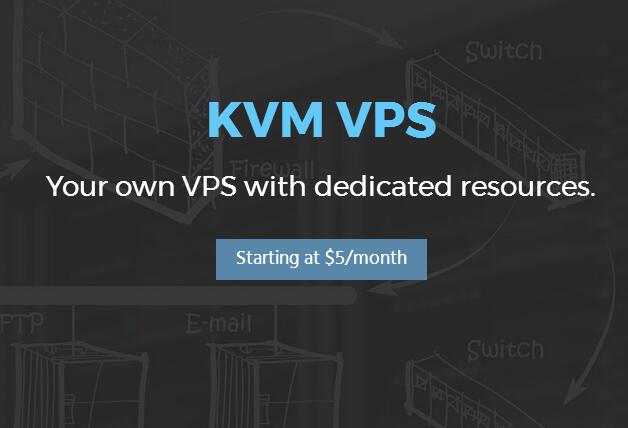 Switch
KVM VPS
Firewall
Your own VPS with dedicated resources.
Starting at $5/month
FTP
E-mail
Switch